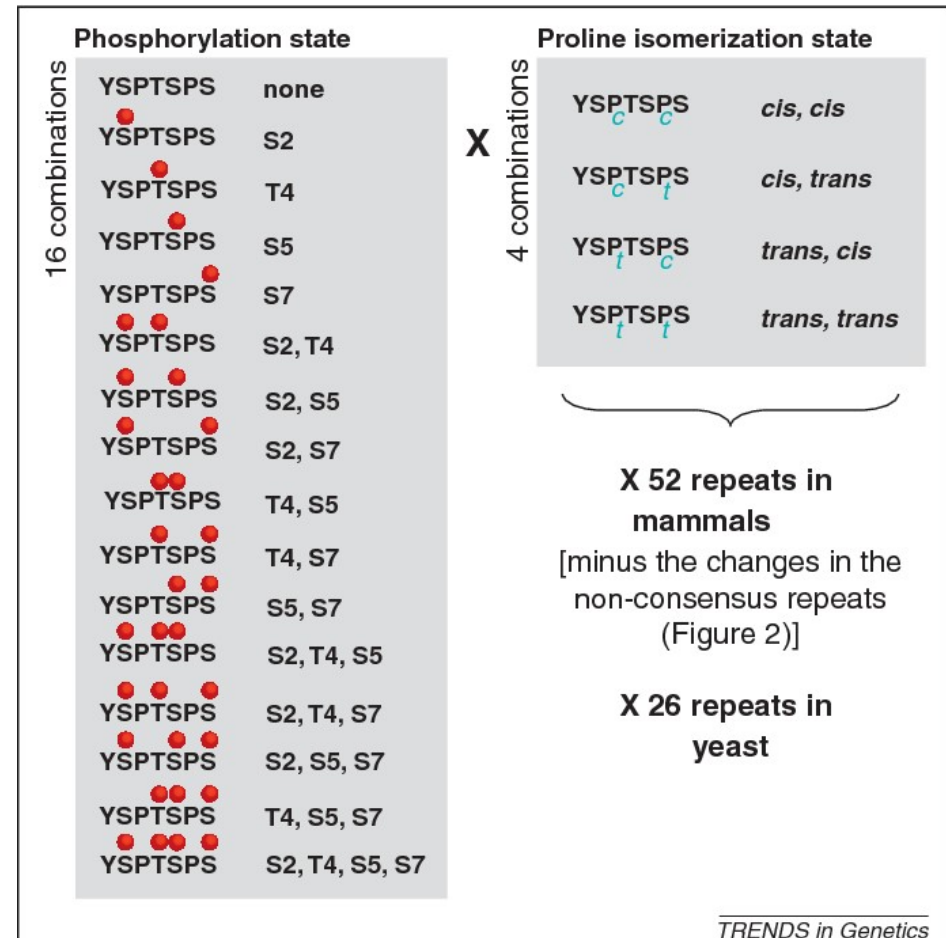 Phosphorylation state
16 combinations
YSPTSPS none
YSPTSPS S2
YSPTSPS T4
YSPTSPS S5
YSPTSPS S7
YSPTSPS S2, T4
YSPTSPS S2, S5
YSPTSPS S2, S7
YSPTSPS T4, S5
YSPTSPS T4, S7
YSPTSPS S5, S7
YSPTSPS S2, T4, S5
YSPTSPS S2, T4, S7
YSPTSPS S2, S5, S7
YSPTSPS T4, S5, S7
YSPTSPS S2, T4, S5, S7
X
Proline isomerization state
4 combinations
YSPTSPS cis, cis
c c
YSPTSPS cis, trans
c t
YSPTSPS trans, cis
t c
YSPTSPS trans, trans
t t
X 52 repeats in
mammals
[minus the changes in the
non-consensus repeats
(Figure 2)]
X 26 repeats in
yeast
TRENDS in Genetics